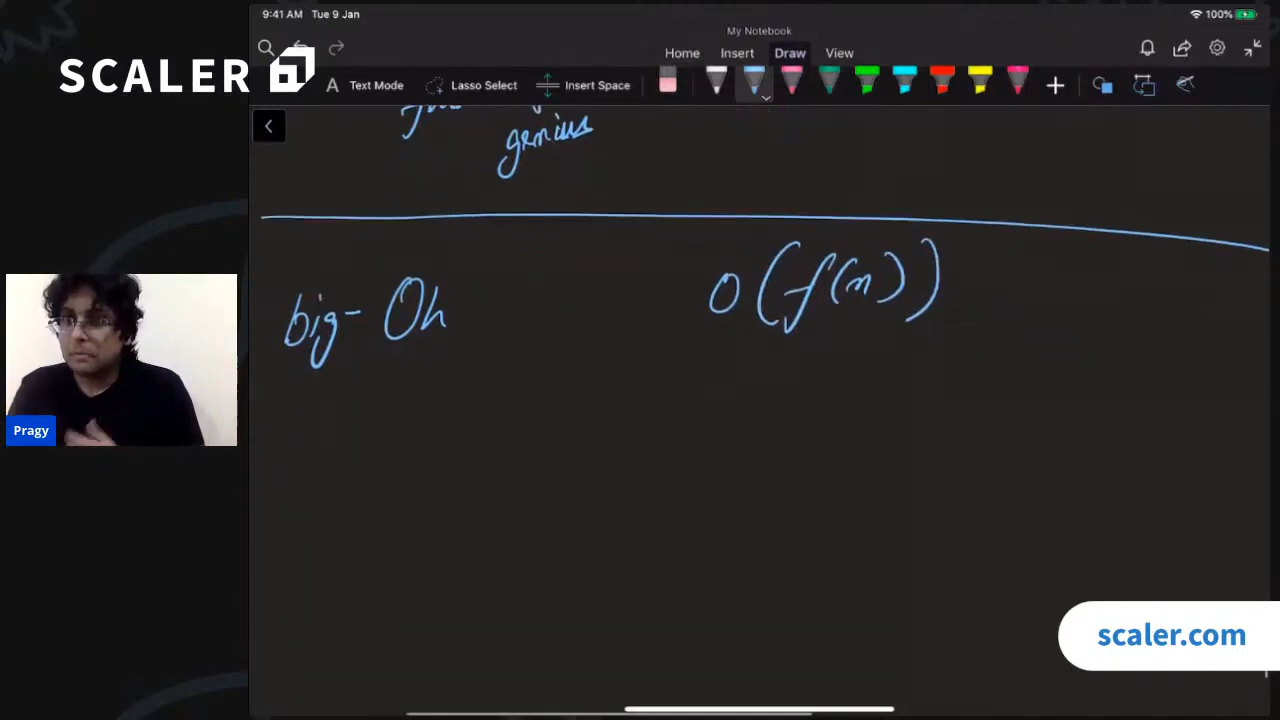 9:41 AM Tue 9 Jan
100%
My Notebook
SCALER
Home Insert Draw View
Text Mode Lasso Select Insert Space
genius
big-Oh O(f(n))
Pragy
scaler.com